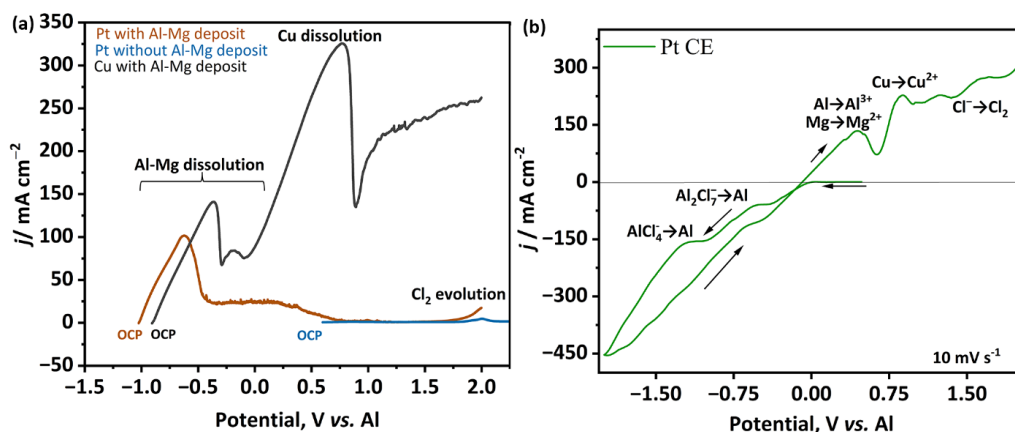 (a)
Pt with Al-Mg deposit
Pt without Al-Mg deposit
Cu with Al-Mg deposit
Cu dissolution
Al-Mg dissolution
Cl₂ evolution
OCP
OCP
OCP
350
300
250
200
150
100
50
0
−50
j/ mA cm⁻²
−1.0 −0.5 0.0 0.5 1.0 1.5 2.0
Potential, V vs. Al
(b)
Pt CE
Cu→Cu²⁺
Al→Al³⁺
Mg→Mg²⁺
Cl⁻→Cl₂
Al₂Cl₇⁻→Al
AlCl₄⁻→Al
10 mV s⁻¹
300
150
0
−150
−300
−450
j / mA cm⁻²
−1.50 −0.75 0.00 0.75 1.50
Potential, V vs. Al